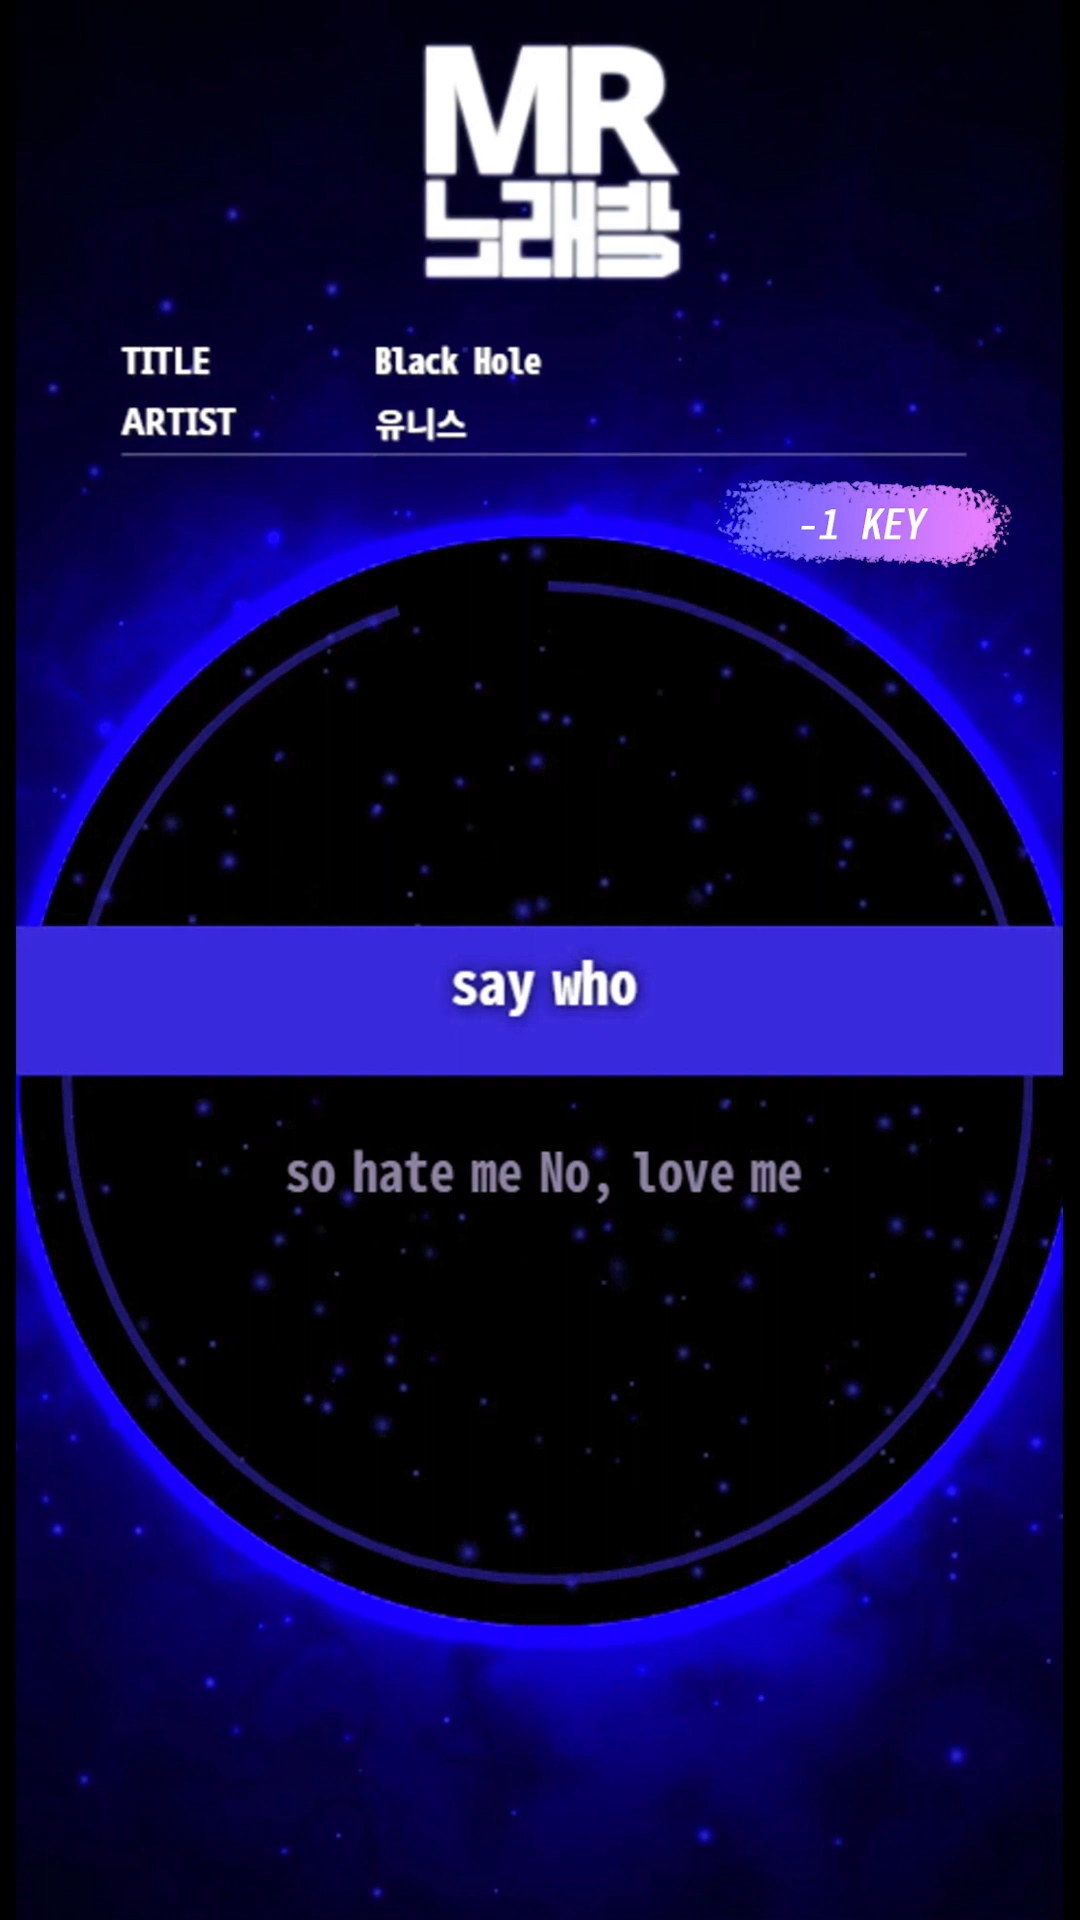 MR
노래방
TITLE Black Hole
ARTIST 유니스
-1 KEY
say who
so hate me No, love me